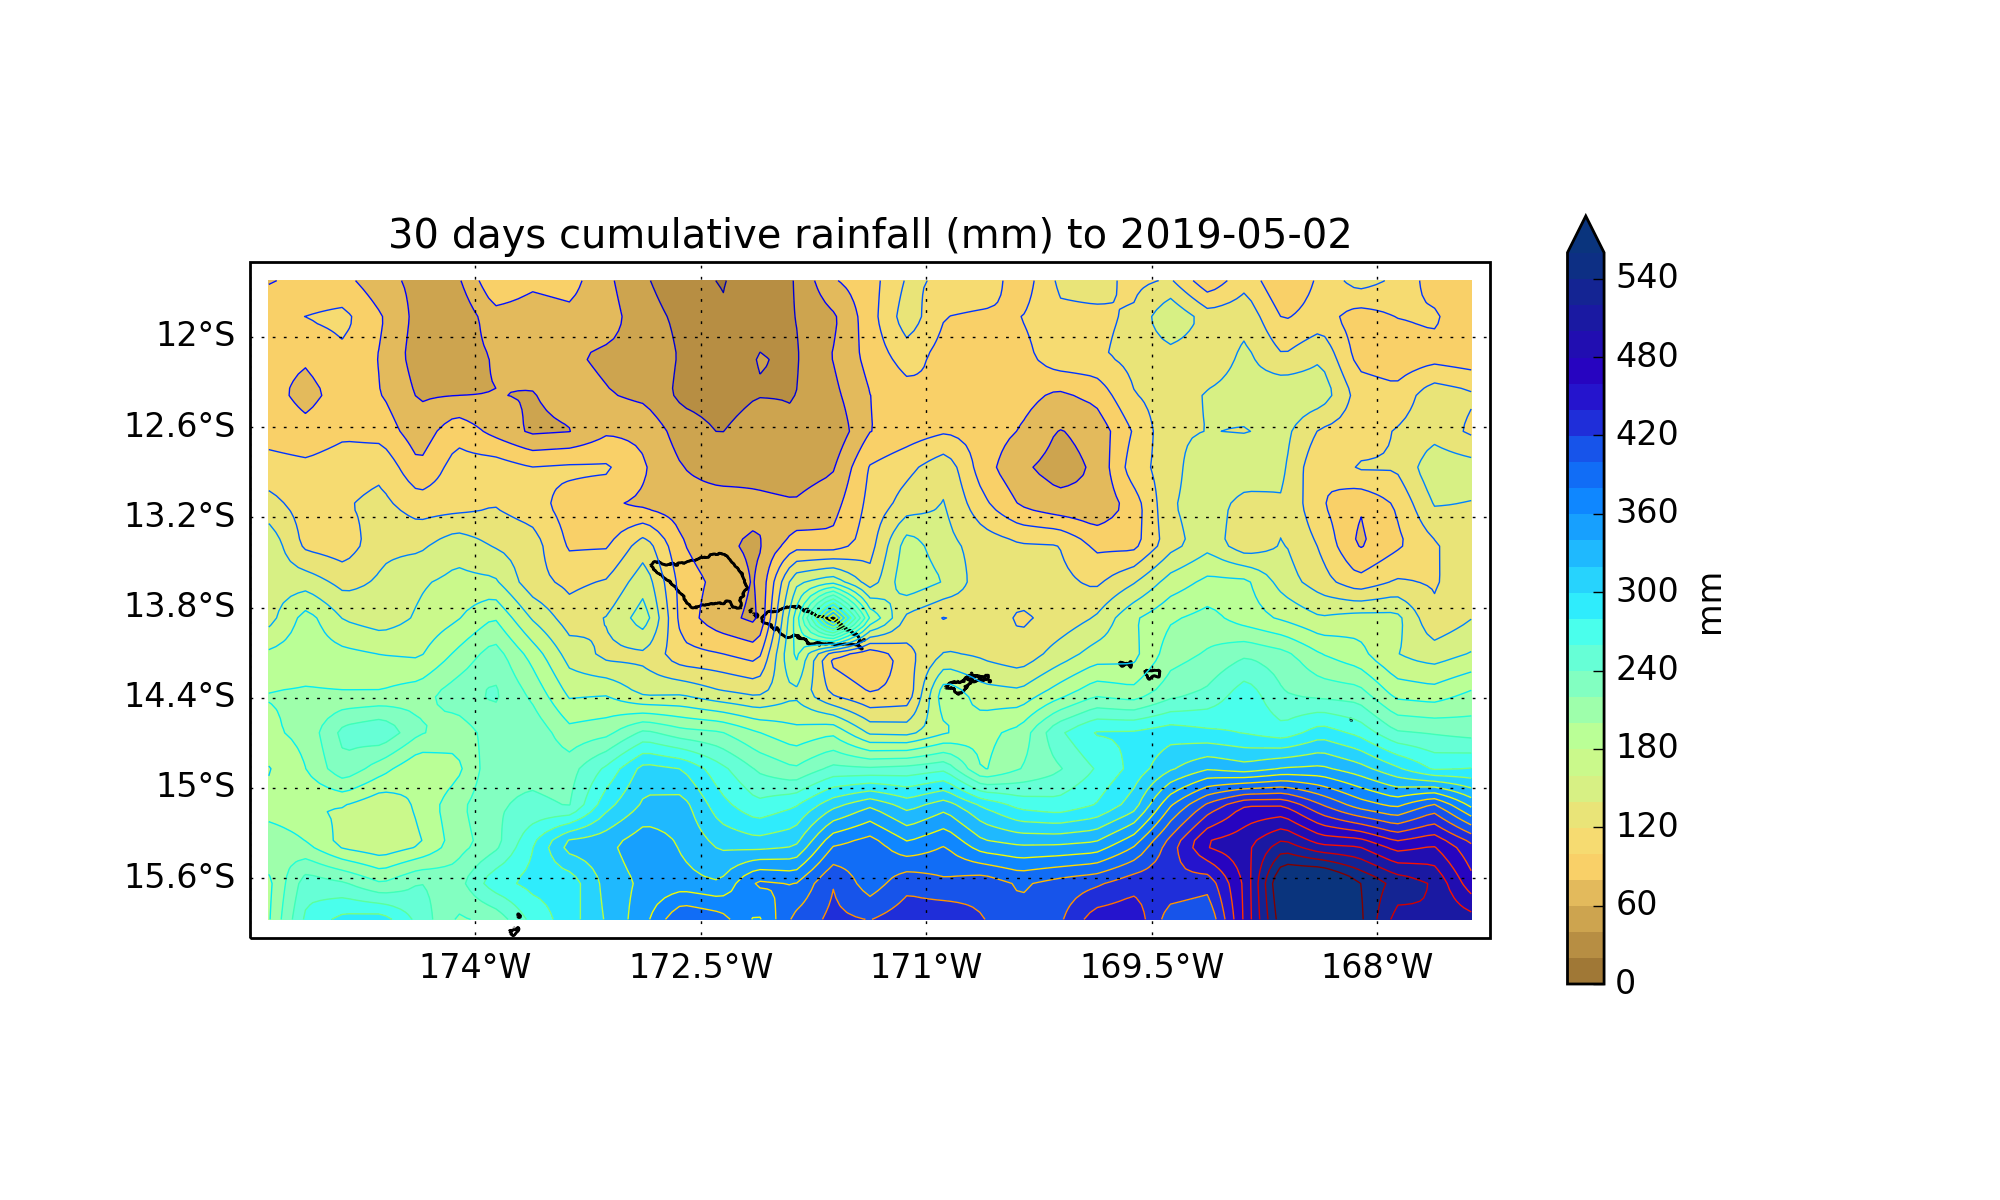 30 days cumulative rainfall (mm) to 2019-05-02
12°S
12.6°S
13.2°S
13.8°S
14.4°S
15°S
15.6°S
174°W
172.5°W
171°W
169.5°W
168°W
540
480
420
360
300
240
180
120
60
0
mm